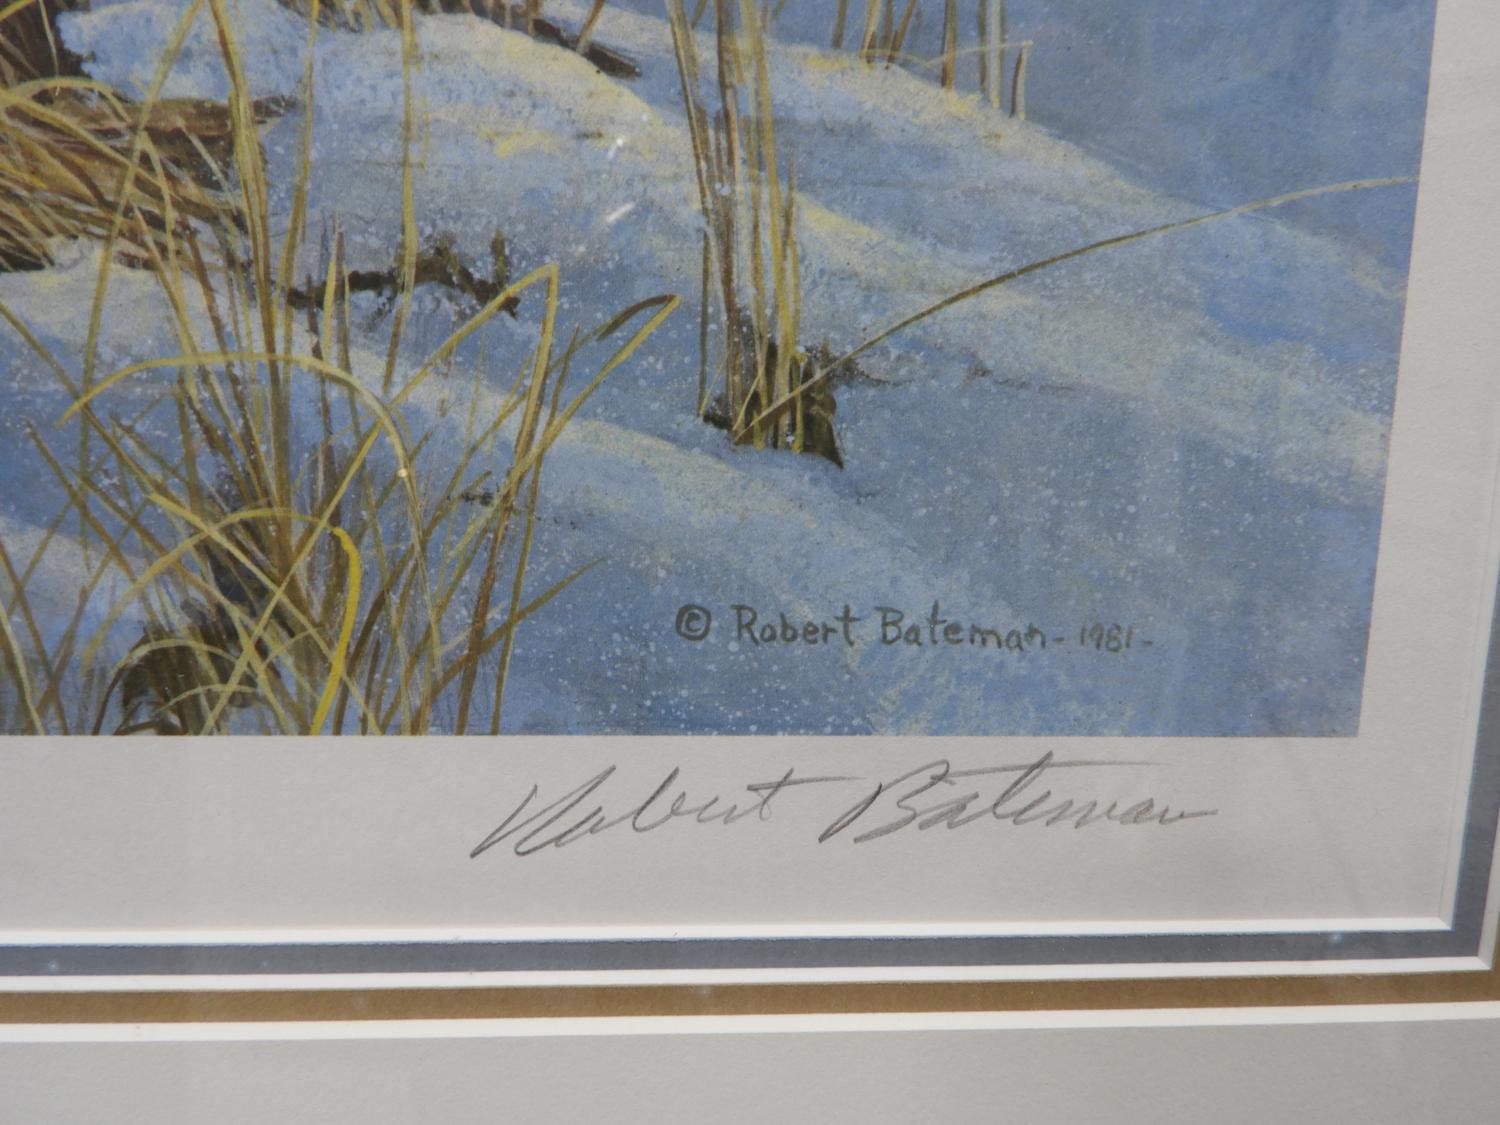 © Robert Bateman - 1981 -
Robert Bateman